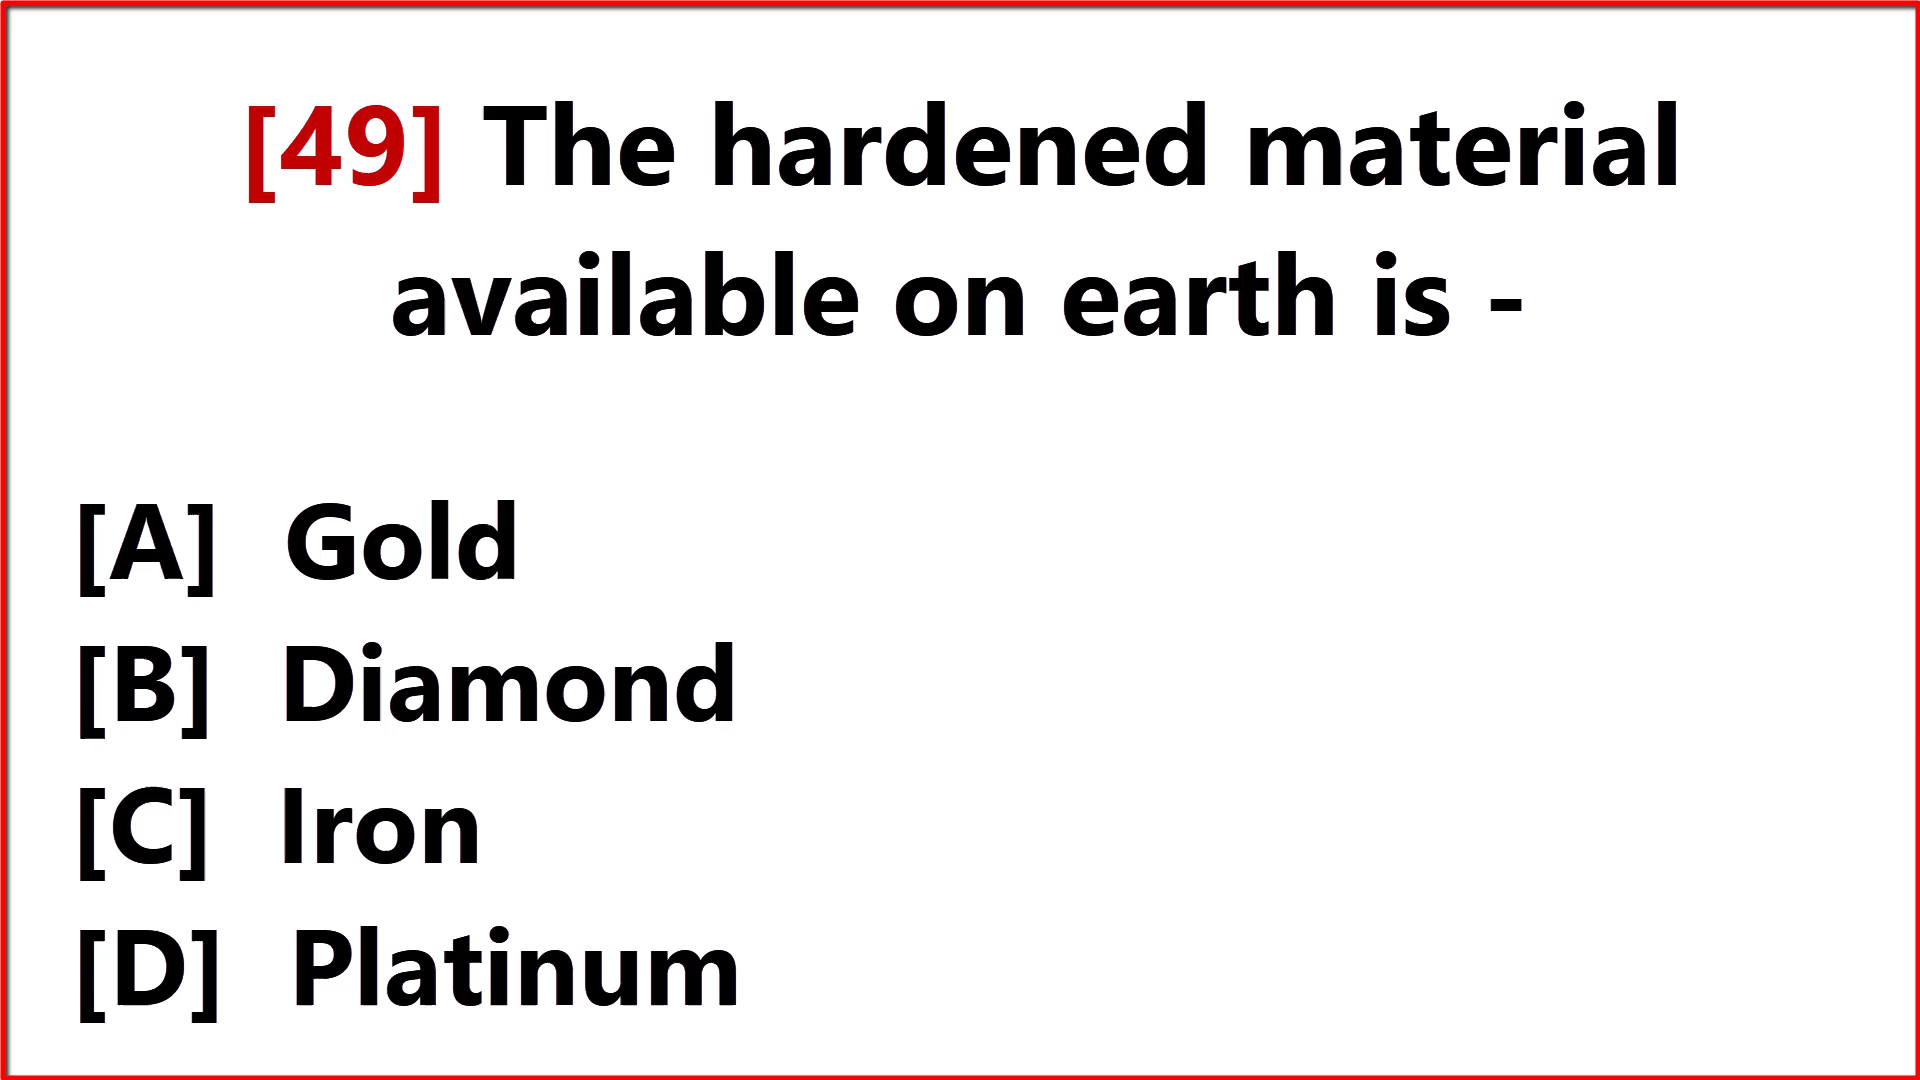 [49] The hardened material
available on earth is -
[A] Gold
[B] Diamond
[C] Iron
[D] Platinum